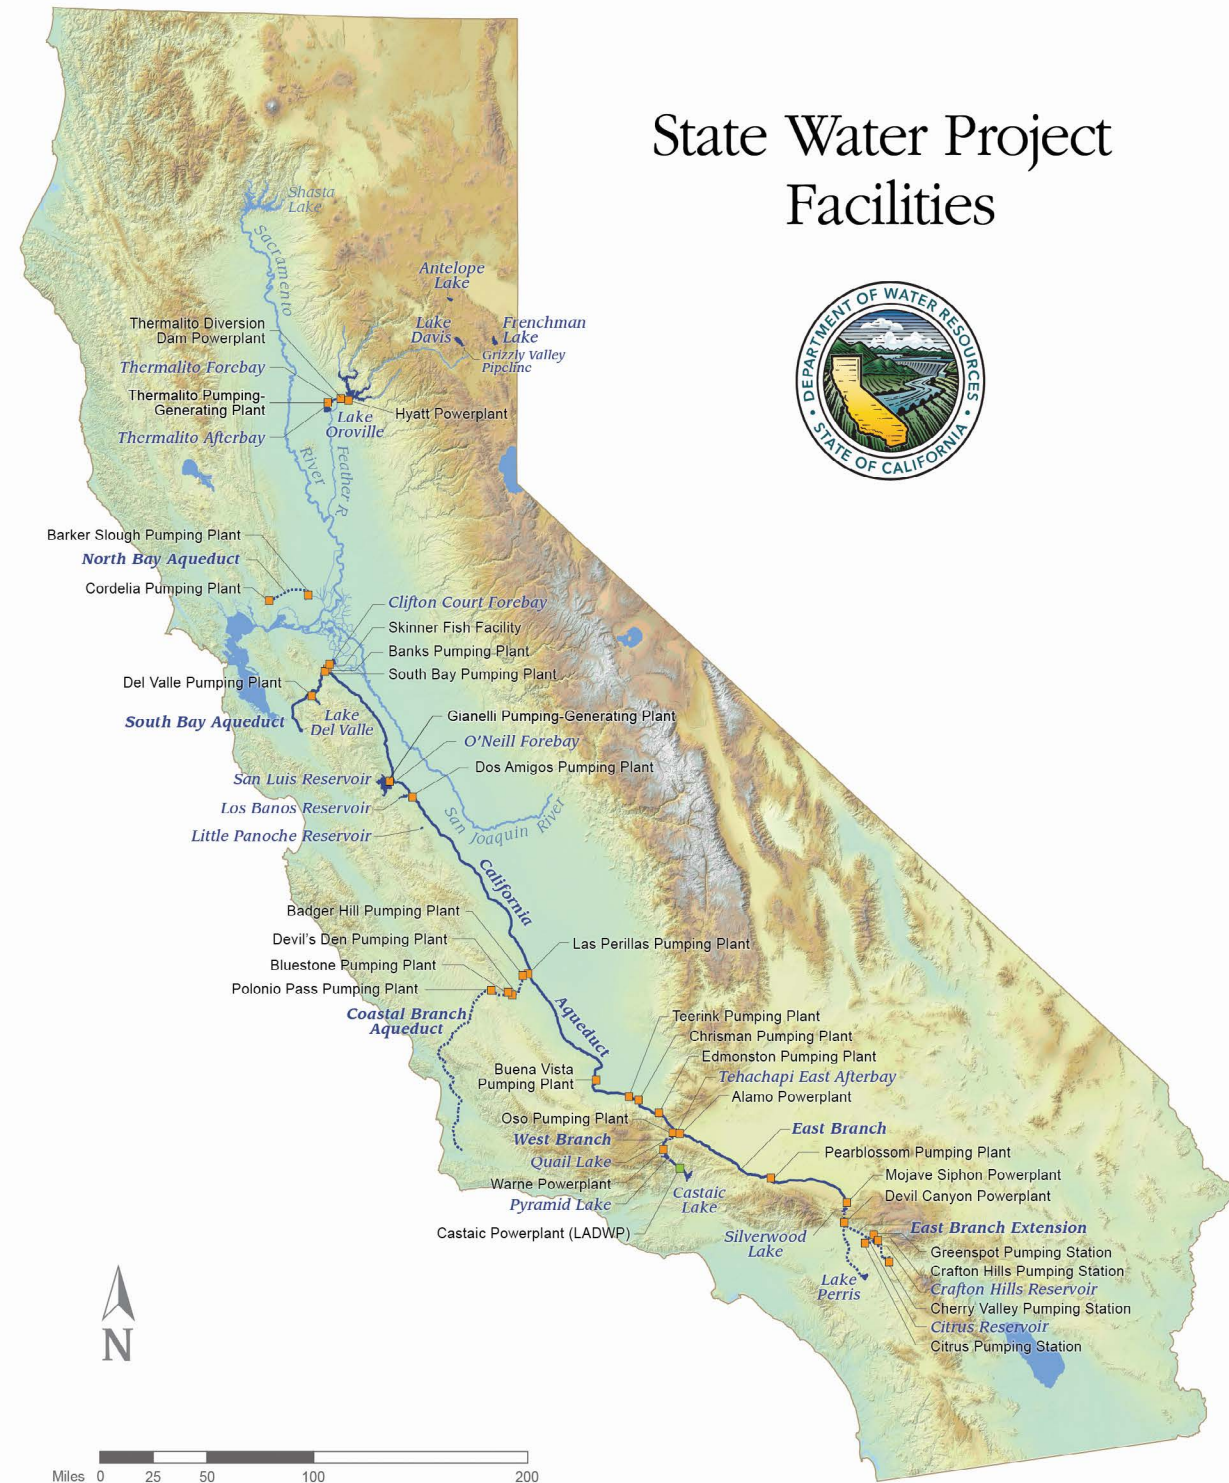 State Water Project
Facilities
DEPARTMENT OF WATER RESOURCES
• STATE OF CALIFORNIA •
Shasta
Lake
Sacramento
River
Antelope
Lake
Lake
Davis
Frenchman
Lake
Grizzly Valley
Pipeline
Thermalito Diversion
Dam Powerplant
Thermalito Forebay
Thermalito Pumping-
Generating Plant
Thermalito Afterbay
Lake
Oroville
Hyatt Powerplant
Feather R
Barker Slough Pumping Plant
North Bay Aqueduct
Cordelia Pumping Plant
Clifton Court Forebay
Skinner Fish Facility
Banks Pumping Plant
South Bay Pumping Plant
Del Valle Pumping Plant
South Bay Aqueduct
Lake
Del Valle
Gianelli Pumping-Generating Plant
O'Neill Forebay
Dos Amigos Pumping Plant
San Luis Reservoir
Los Banos Reservoir
Little Panoche Reservoir
San Joaquin River
California
Aqueduct
Badger Hill Pumping Plant
Devil's Den Pumping Plant
Bluestone Pumping Plant
Polonio Pass Pumping Plant
Las Perillas Pumping Plant
Coastal Branch
Aqueduct
Teerink Pumping Plant
Chrisman Pumping Plant
Edmonston Pumping Plant
Tehachapi East Afterbay
Alamo Powerplant
Buena Vista
Pumping Plant
Oso Pumping Plant
West Branch
Quail Lake
Warne Powerplant
Pyramid Lake
Castaic Powerplant (LADWP)
Castaic
Lake
East Branch
Pearblossom Pumping Plant
Mojave Siphon Powerplant
Devil Canyon Powerplant
East Branch Extension
Silverwood
Lake
Lake
Perris
Greenspot Pumping Station
Crafton Hills Pumping Station
Crafton Hills Reservoir
Cherry Valley Pumping Station
Citrus Reservoir
Citrus Pumping Station
N
Miles 0 25 50 100 200